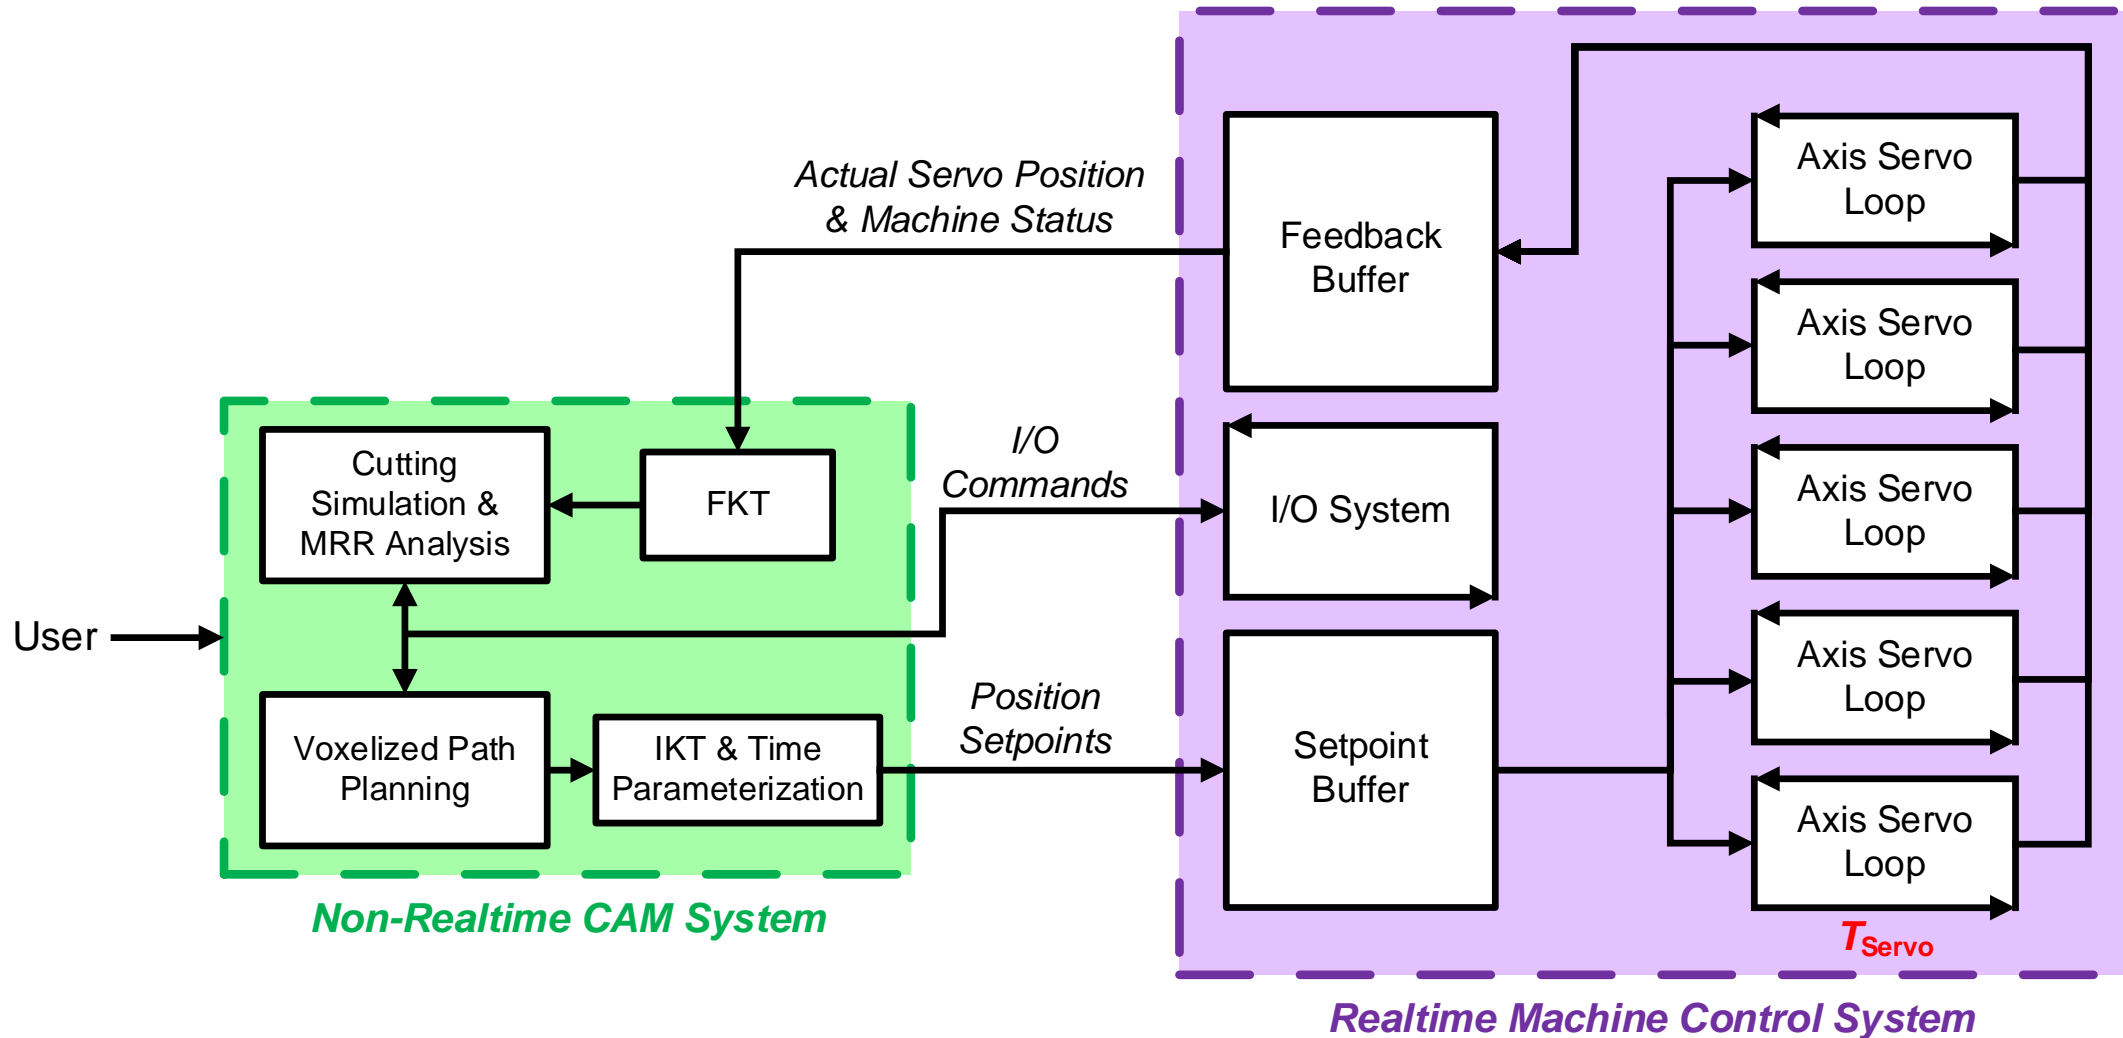 Actual Servo Position
& Machine Status
Feedback
Buffer
Axis Servo
Loop
Axis Servo
Loop
Cutting
Simulation &
MRR Analysis
FKT
I/O
Commands
I/O System
Axis Servo
Loop
User
Voxelized Path
Planning
IKT & Time
Parameterization
Position
Setpoints
Setpoint
Buffer
Axis Servo
Loop
Axis Servo
Loop
TServo
Non-Realtime CAM System
Realtime Machine Control System